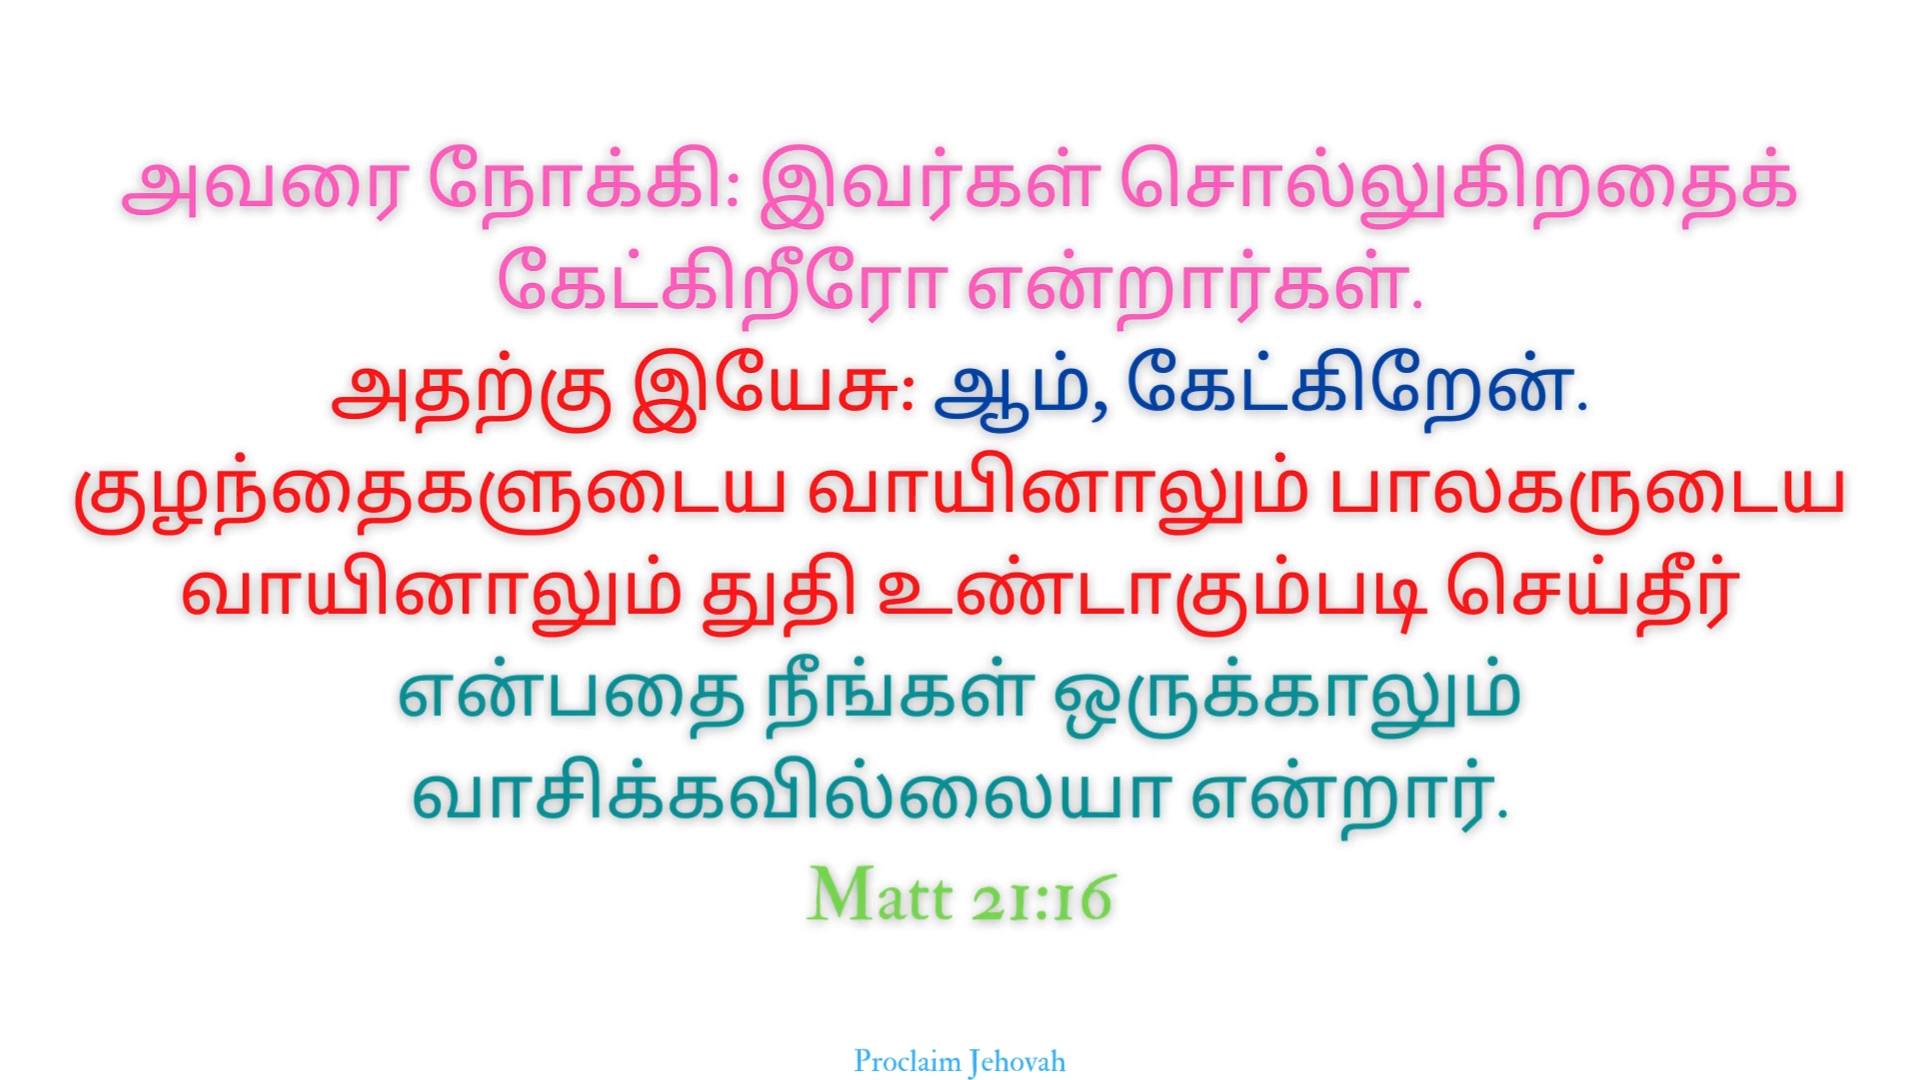 அவரை நோக்கி: இவர்கள் சொல்லுகிறதைக்
கேட்கிறீரோ என்றார்கள்.
அதற்கு இயேசு: ஆம், கேட்கிறேன்.
குழந்தைகளுடைய வாயினாலும் பாலகருடைய
வாயினாலும் துதி உண்டாகும்படி செய்தீர்
என்பதை நீங்கள் ஒருக்காலும்
வாசிக்கவில்லையா என்றார்.
Matt 21:16
Proclaim Jehovah